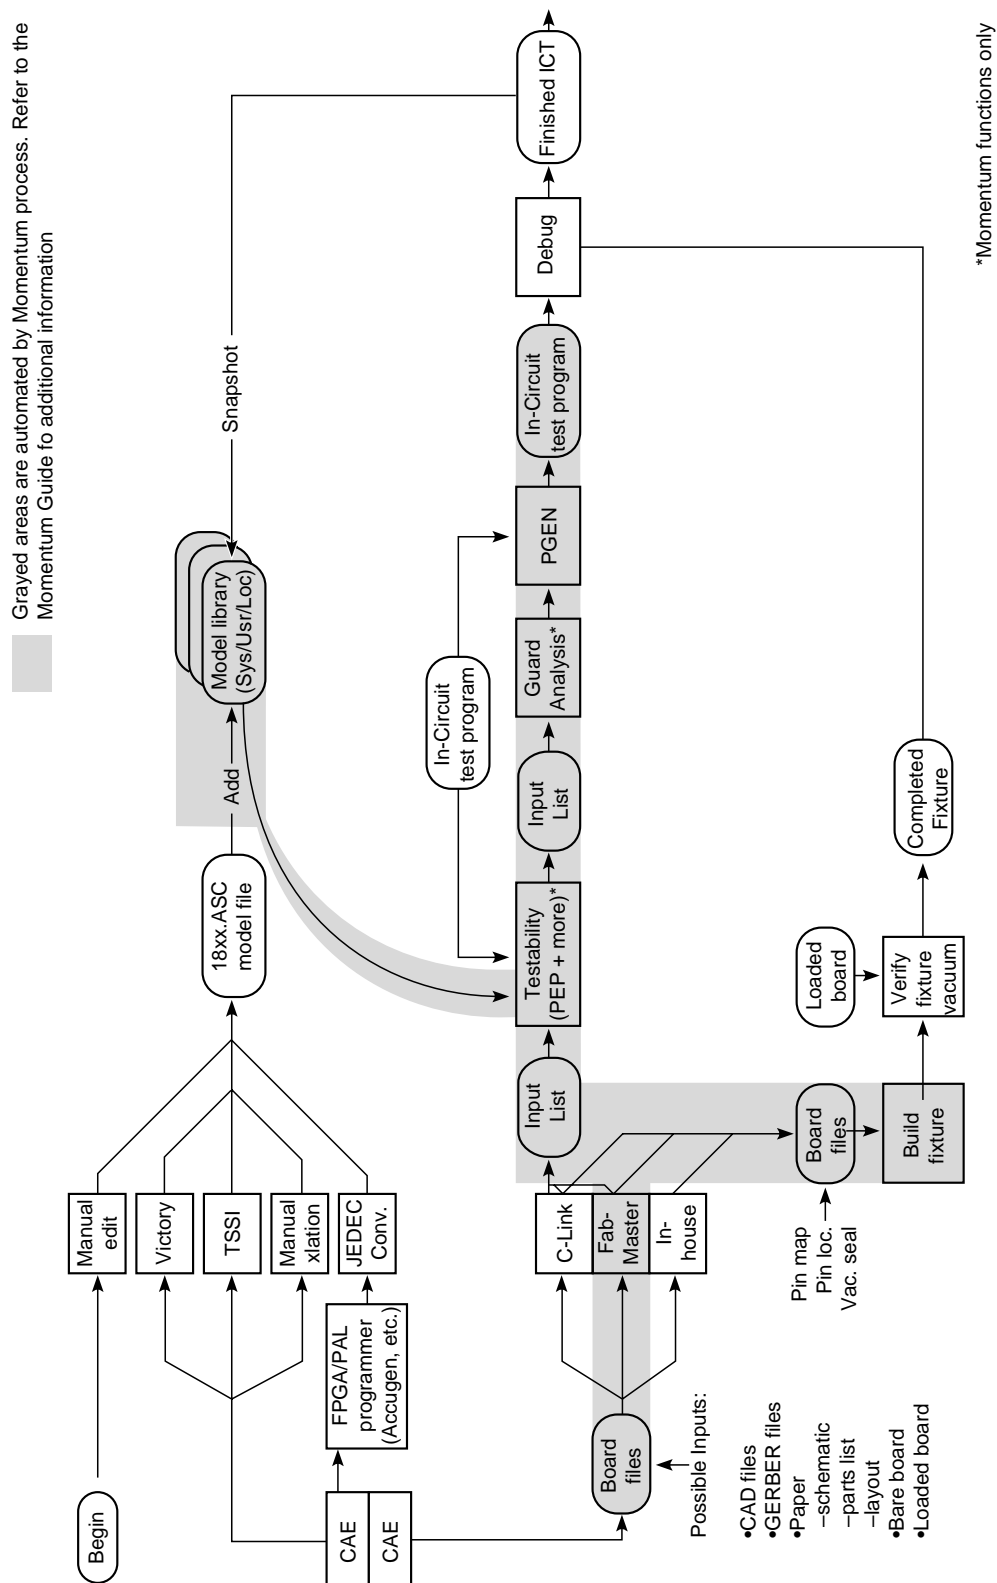 Grayed areas are automated by Momentum process. Refer to the
Momentum Guide fo additional information
Begin
Manual
edit
Victory
TSSI
Manual
xlation
JEDEC
Conv.
FPGA/PAL
programmer
(Accugen, etc.)
CAE
CAE
18xx.ASC
model file
Add
Model library
(Sys/Usr/Loc)
Snapshot
In-Circuit
test program
Board
files
Possible Inputs:
•CAD files
•GERBER files
•Paper
–schematic
–parts list
–layout
•Bare board
•Loaded board
C-Link
Fab-
Master
In-
house
Input
List
Testability
(PEP + more)*
Input
List
Guard
Analysis*
PGEN
In-Circuit
test program
Debug
Finished ICT
Pin map
Pin loc.
Vac. seal
Board
files
Build
fixture
Loaded
board
Verify
fixture
vacuum
Completed
Fixture
*Momentum functions only